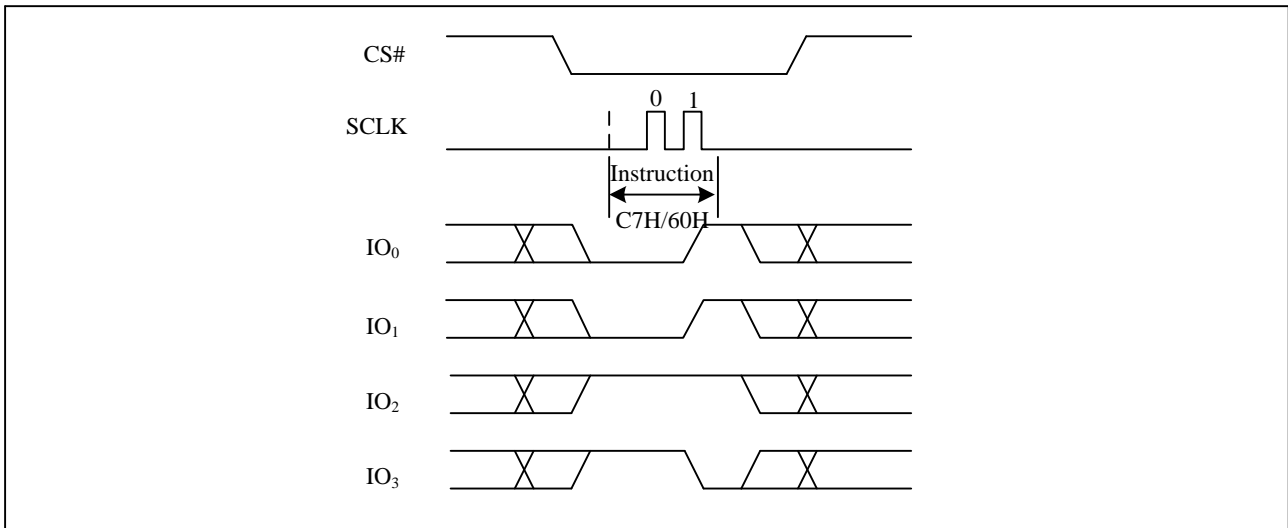 CS#
0 1
SCLK
Instruction
C7H/60H
IO₀
IO₁
IO₂
IO₃